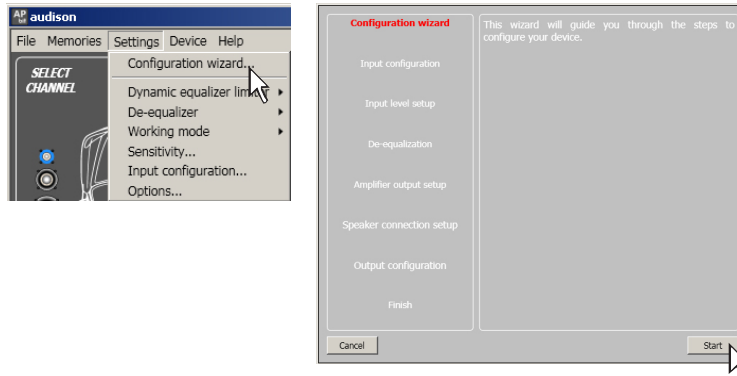 AP bit audison
File Memories Settings Device Help
SELECT
CHANNEL
Configuration wizard...
Dynamic equalizer limiter
De-equalizer
Working mode
Sensitivity...
Input configuration...
Options...
Configuration wizard
Input configuration
Input level setup
De-equalization
Amplifier output setup
Speaker connection setup
Output configuration
Finish
This wizard will guide you through the steps to
configure your device.
Cancel
Start